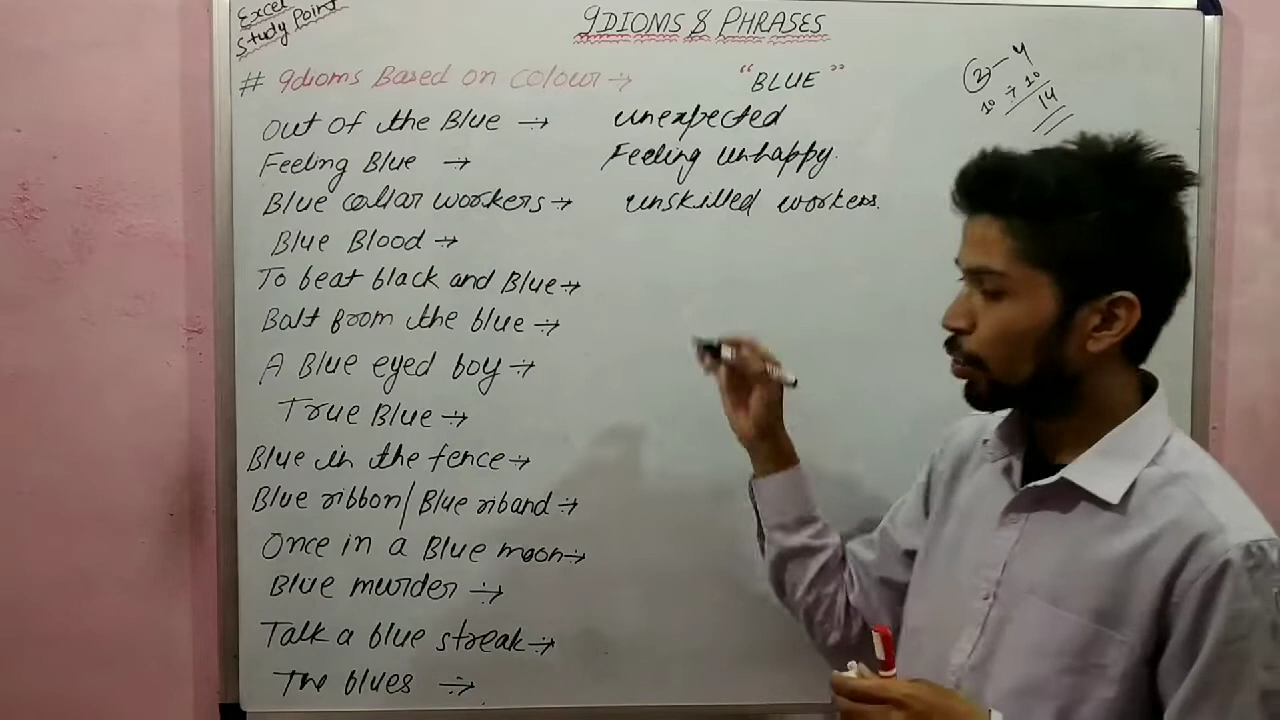 Excel
Study Point
IDIOMS & PHRASES
# Idioms Based on colour → "BLUE"
Out of the Blue → unexpected
Feeling Blue → Feeling unhappy.
Blue collar workers → unskilled workers.
Blue Blood →
To beat black and Blue →
Bolt from the blue →
A Blue eyed boy →
True Blue →
Blue in the fence →
Blue ribbon/Blue riband →
Once in a Blue moon →
Blue murder →
Talk a blue streak →
The blues →
14